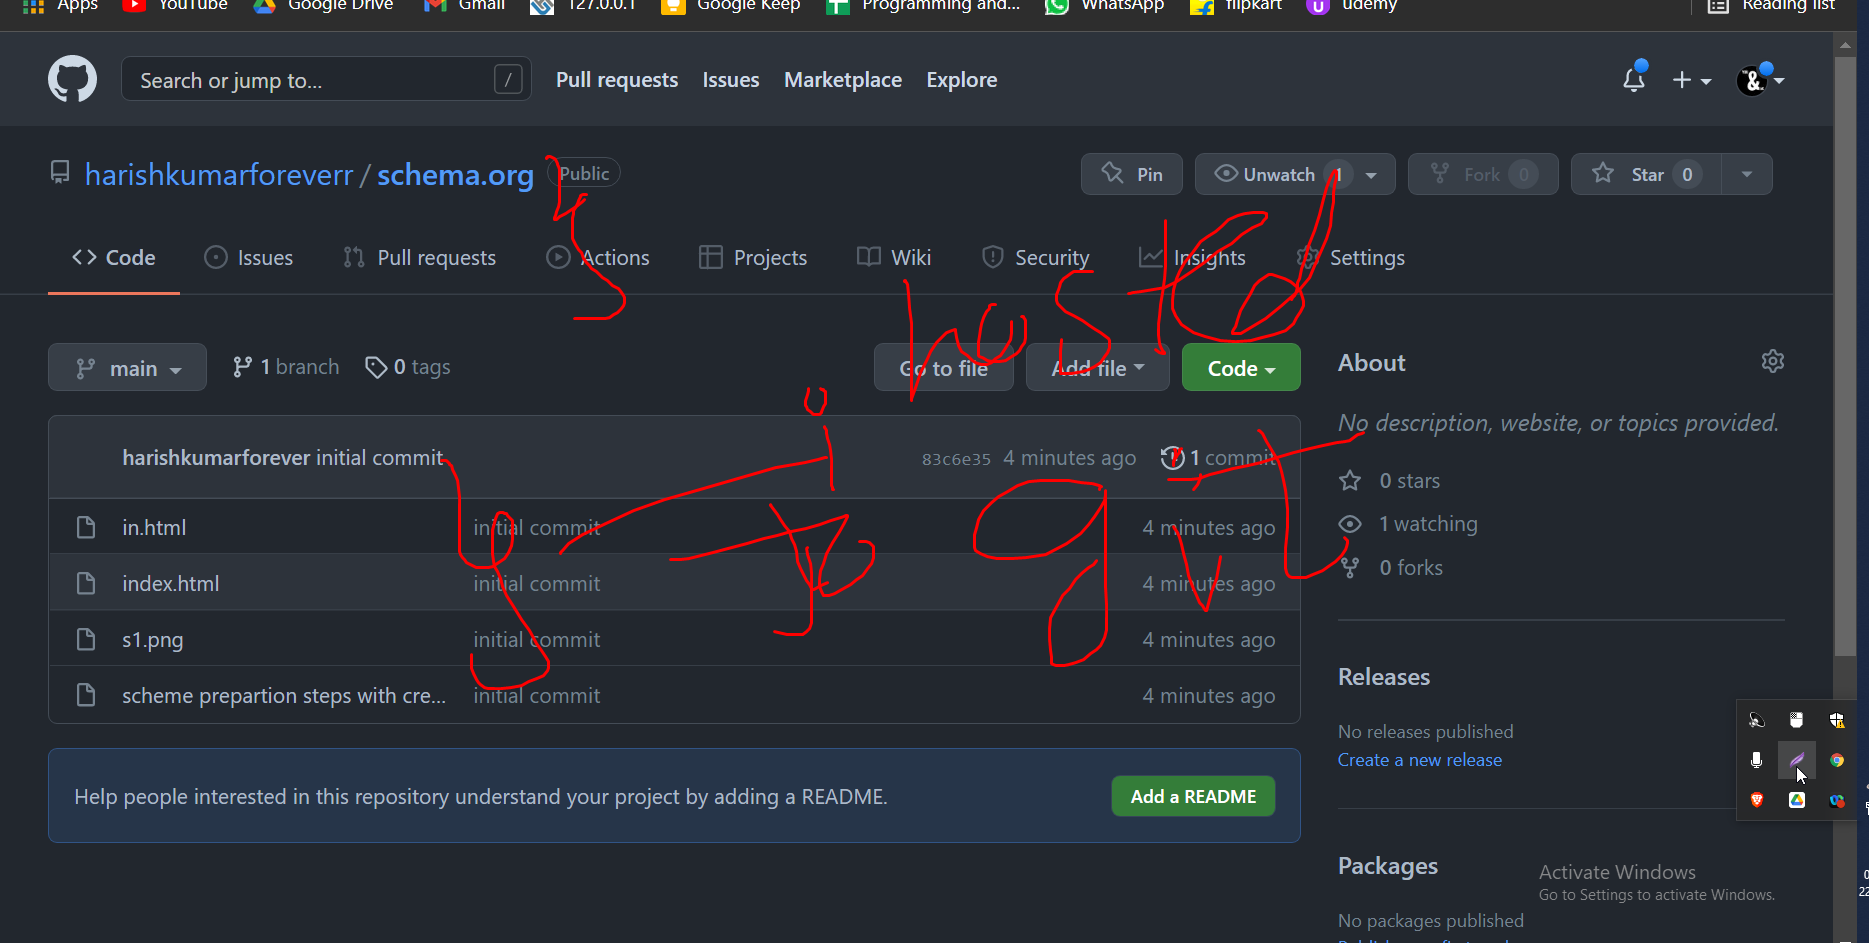 Apps YouTube Google Drive Gmail 127.0.0.1 Google Keep Programming and... WhatsApp flipkart udemy Reading list
Search or jump to... / Pull requests Issues Marketplace Explore
harishkumarforeverr / schema.org Public Pin Unwatch 1 Fork 0 Star 0
Code Issues Pull requests Actions Projects Wiki Security Insights Settings
hosted
main 1 branch 0 tags Go to file Add file Code
harishkumarforever initial commit 83c6e35 4 minutes ago 1 commit
in.html initial commit 4 minutes ago
index.html initial commit 4 minutes ago
s1.png initial commit 4 minutes ago
scheme prepartion steps with cre... initial commit 4 minutes ago
Help people interested in this repository understand your project by adding a README. Add a README
About
No description, website, or topics provided.
0 stars
1 watching
0 forks
Releases
No releases published
Create a new release
Packages
No packages published
Activate Windows
Go to Settings to activate Windows.